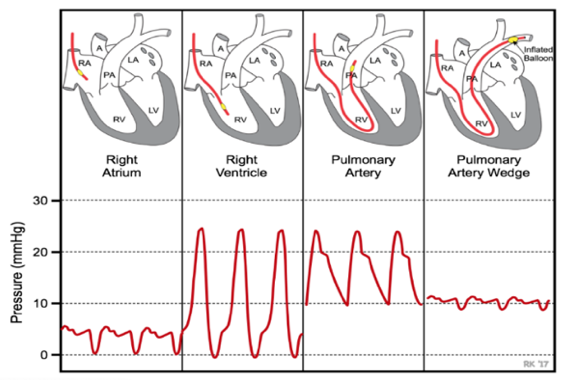 A
RA
LA
PA
RV
LV
A
RA
LA
PA
RV
LV
A
RA
LA
PA
RV
LV
A
RA
LA
PA
RV
LV
Inflated
Balloon
Right
Atrium
Right
Ventricle
Pulmonary
Artery
Pulmonary
Artery Wedge
Pressure (mmHg)
30
20
10
0
RK '17